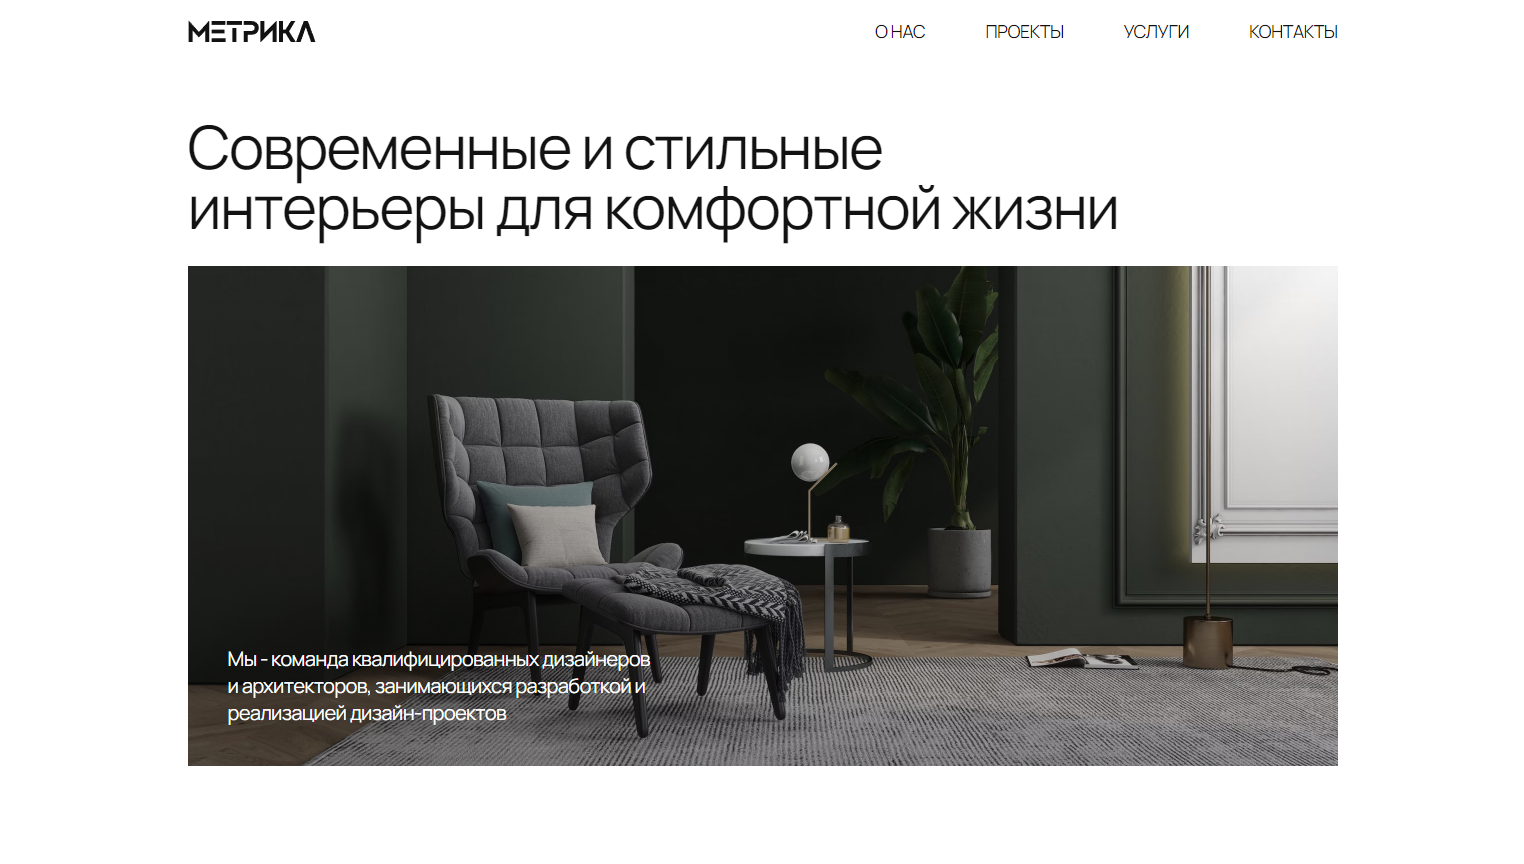 МЕТРИКА
О НАС ПРОЕКТЫ УСЛУГИ КОНТАКТЫ
Современные и стильные
интерьеры для комфортной жизни
Мы - команда квалифицированных дизайнеров
и архитекторов, занимающихся разработкой и
реализацией дизайн-проектов